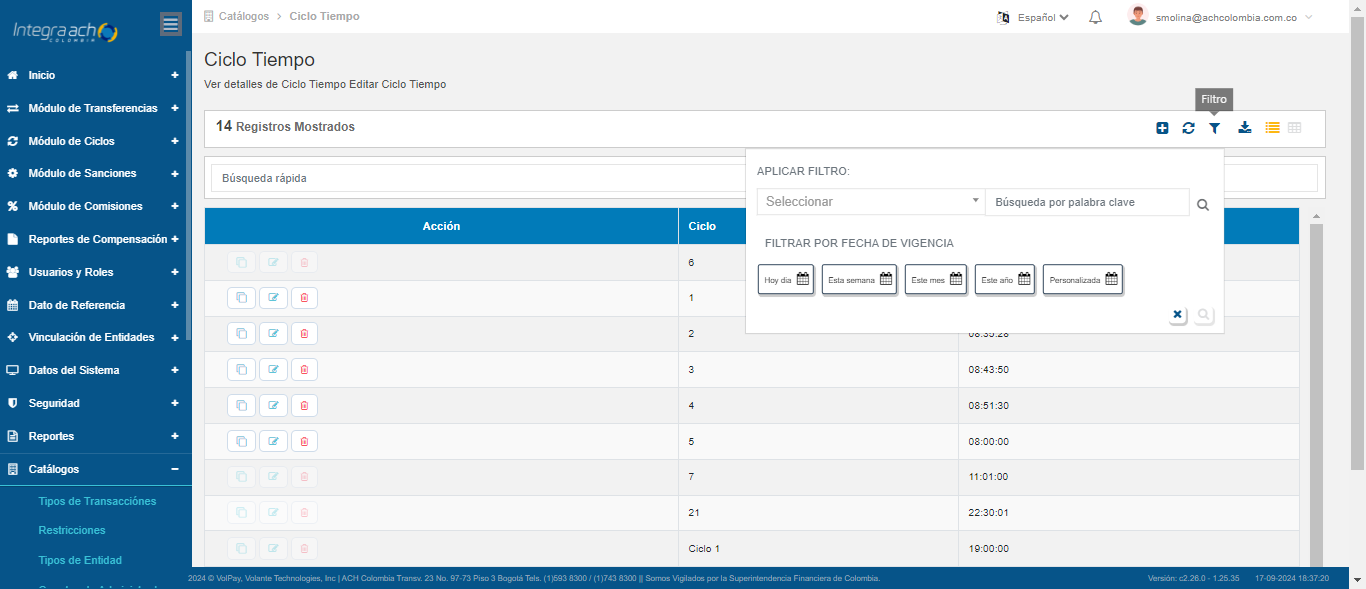 Integra ach
COLOMBIA
Catálogos > Ciclo Tiempo
Español
smolina@achcolombia.com.co
Inicio +
Módulo de Transferencias +
Módulo de Ciclos +
Módulo de Sanciones +
Módulo de Comisiones +
Reportes de Compensación +
Usuarios y Roles +
Dato de Referencia +
Vinculación de Entidades +
Datos del Sistema +
Seguridad +
Reportes +
Catálogos −
Tipos de Transacciónes
Restricciones
Tipos de Entidad
Ciclo Tiempo
Ver detalles de Ciclo Tiempo Editar Ciclo Tiempo
Filtro
14 Registros Mostrados
Búsqueda rápida
APLICAR FILTRO:
Seleccionar
Búsqueda por palabra clave
FILTRAR POR FECHA DE VIGENCIA
Hoy día
Esta semana
Este mes
Este año
Personalizada
Acción Ciclo
6
1
2 08:35:28
3 08:43:50
4 08:51:30
5 08:00:00
7 11:01:00
21 22:30:01
Ciclo 1 19:00:00
2024 © VolPay, Volante Technologies, Inc | ACH Colombia Transv. 23 No. 97-73 Piso 3 Bogotá Tels. (1)593 8300 / (1)743 8300 || Somos Vigilados por la Superintendencia Financiera de Colombia.
Versión: c2.26.0 - 1.25.35 17-09-2024 18:37:20